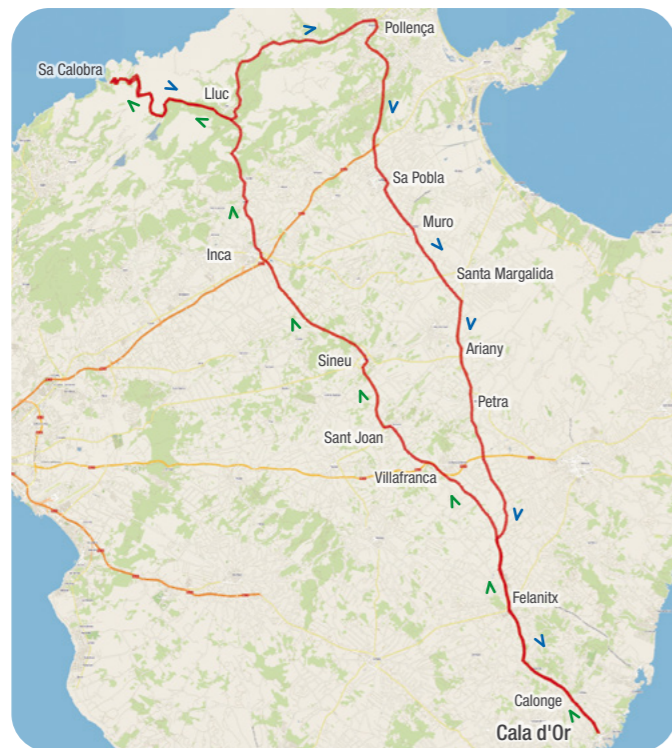 Pollença
Sa Calobra
Lluc
Sa Pobla
Muro
Inca
Santa Margalida
Ariany
Sineu
Petra
Sant Joan
Villafranca
Felanitx
Calonge
Cala d'Or